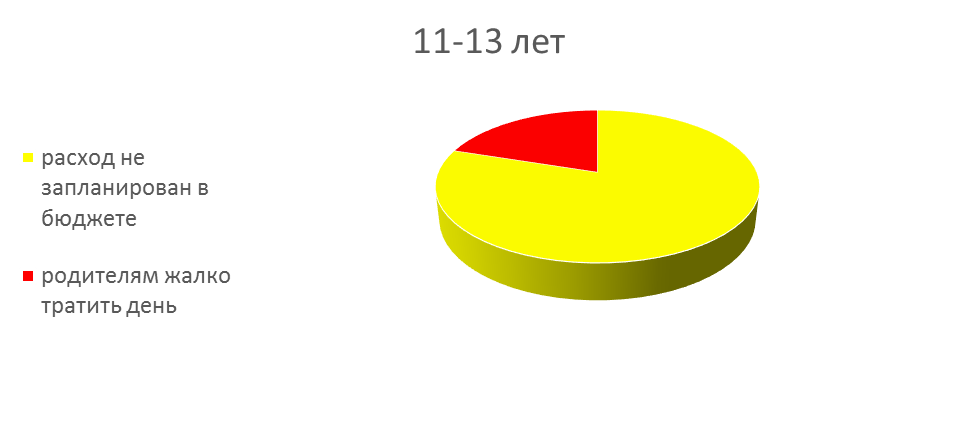 11-13 лет
расход не
запланирован в
бюджете
родителям жалко
тратить день